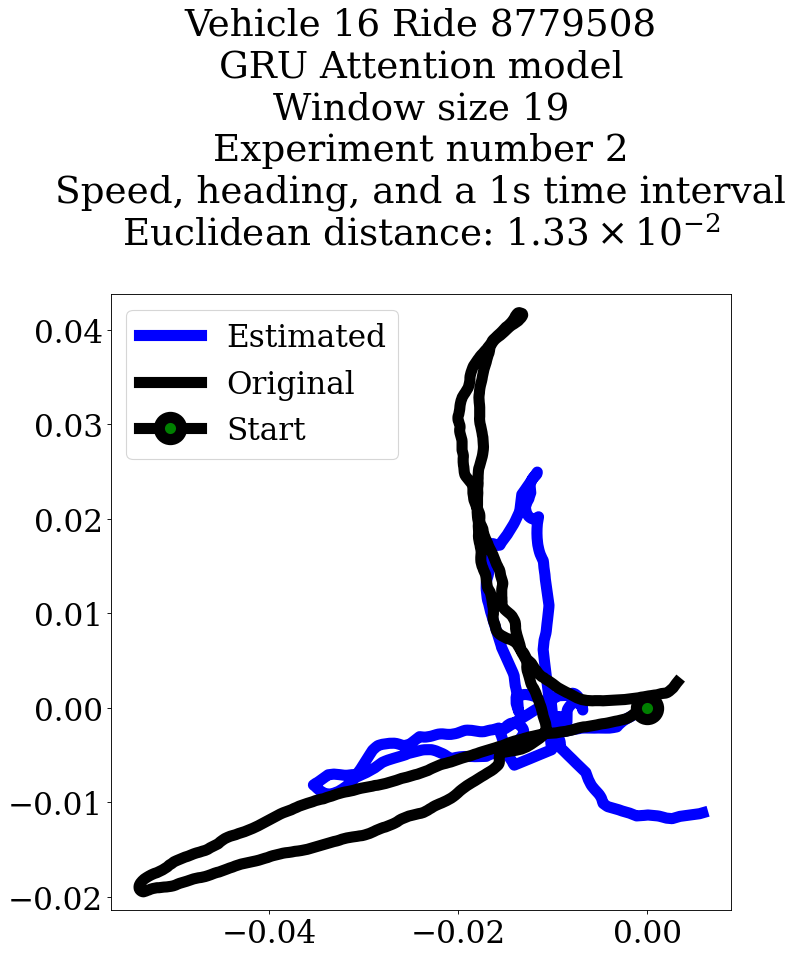 Vehicle 16 Ride 8779508
GRU Attention model
Window size 19
Experiment number 2
Speed, heading, and a 1s time interval
Euclidean distance: 1.33 × 10⁻²
Estimated
Original
Start
0.04
0.03
0.02
0.01
0.00
−0.01
−0.02
−0.04
−0.02
0.00